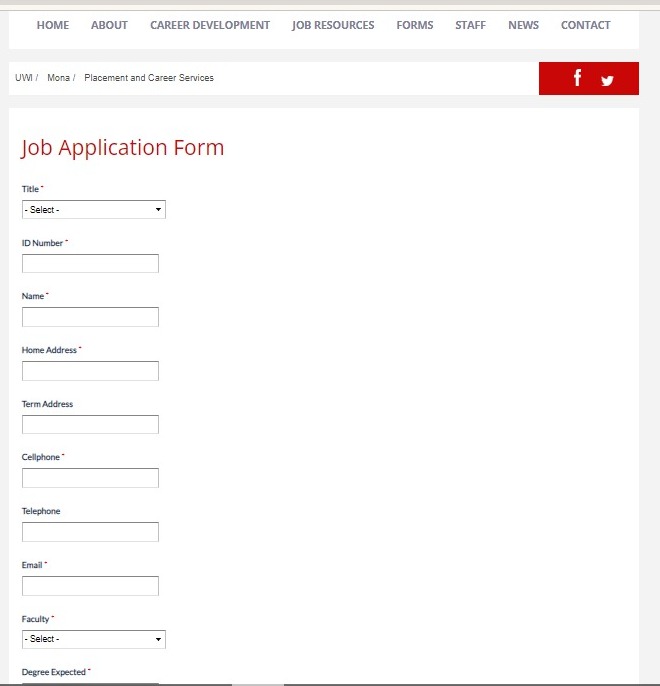 HOME ABOUT CAREER DEVELOPMENT JOB RESOURCES FORMS STAFF NEWS CONTACT
UWI / Mona / Placement and Career Services
Job Application Form
Title *
- Select -
ID Number *
Name *
Home Address *
Term Address
Cellphone *
Telephone
Email *
Faculty *
- Select -
Degree Expected *